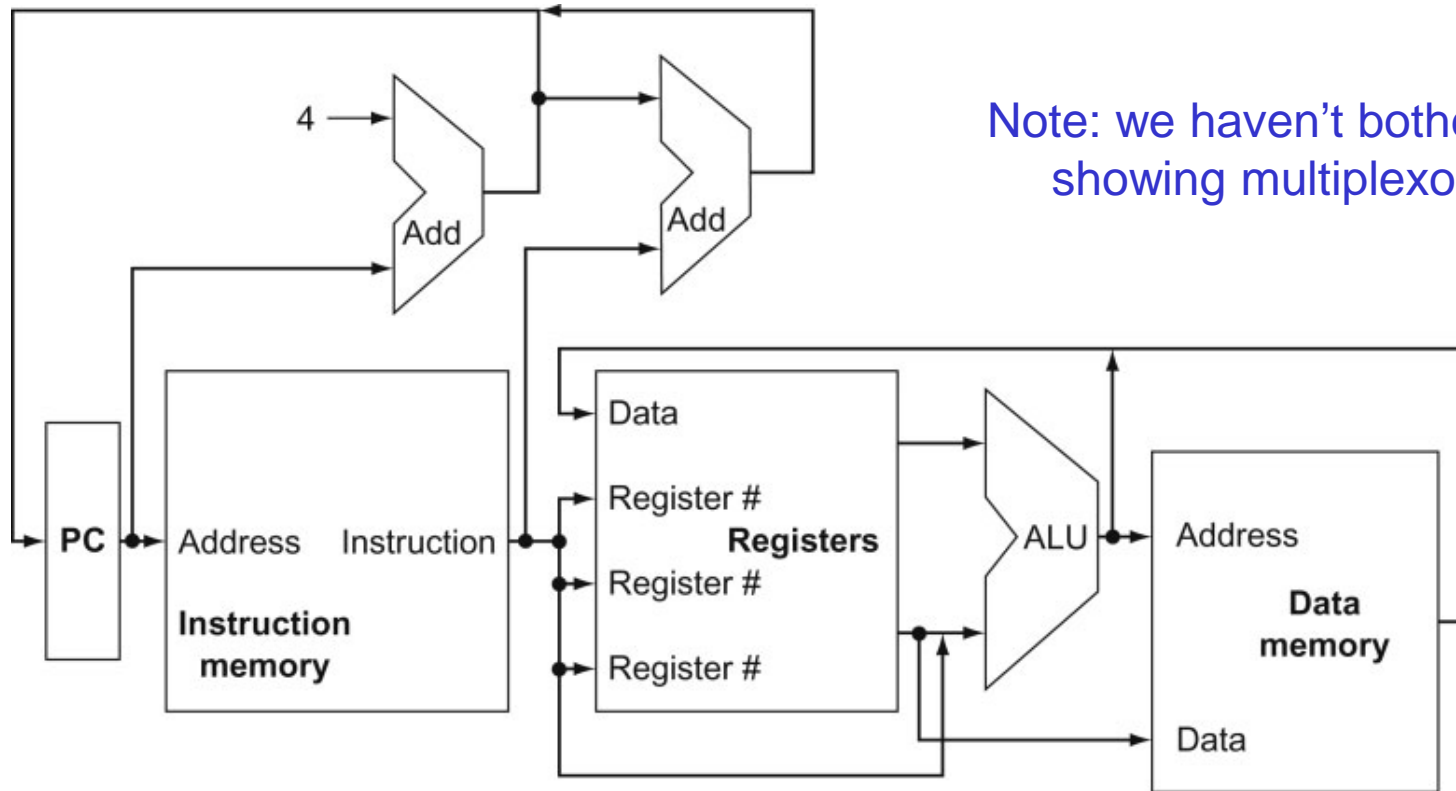 4
Add
Add
Note: we haven't bothe
showing multiplexo
Data
Register #
Registers
Register #
Register #
PC
Address
Instruction
Instruction
memory
ALU
Address
Data
memory
Data